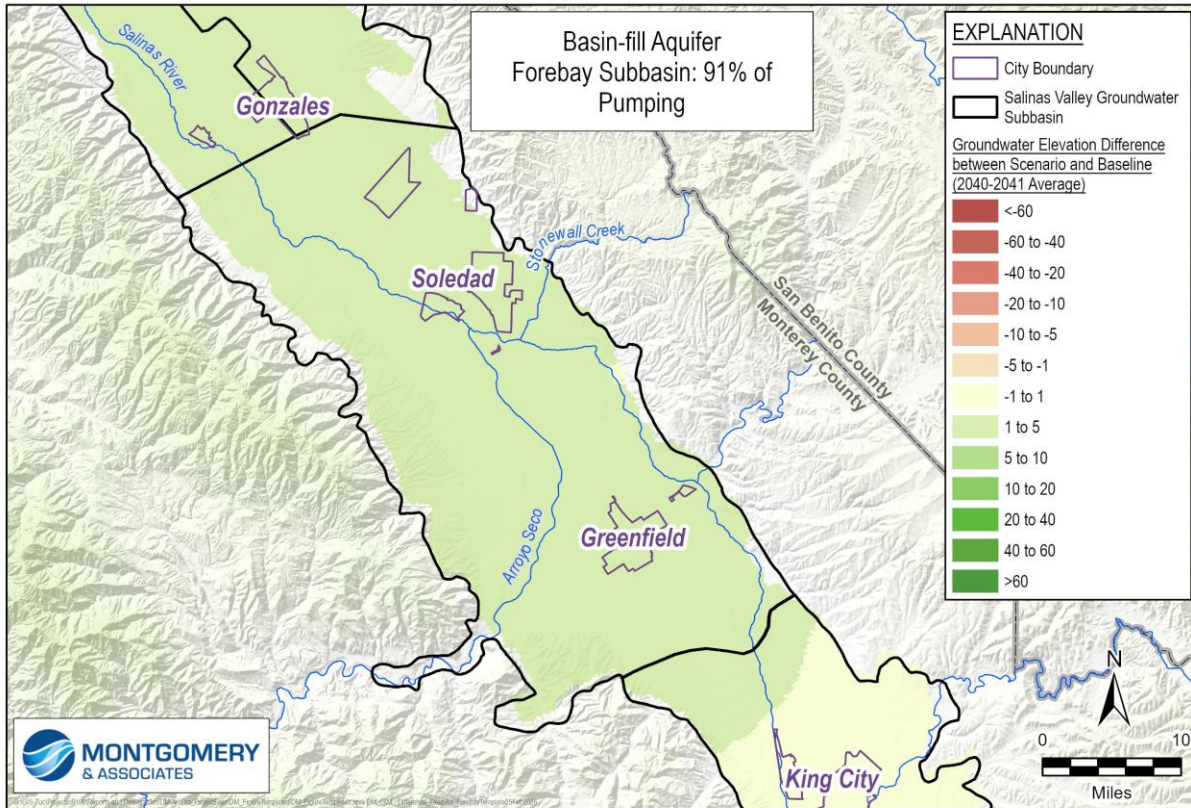 Basin-fill Aquifer
Forebay Subbasin: 91% of
Pumping
EXPLANATION
City Boundary
Salinas Valley Groundwater
Subbasin
Groundwater Elevation Difference
between Scenario and Baseline
(2040-2041 Average)
<-60
-60 to -40
-40 to -20
-20 to -10
-10 to -5
-5 to -1
-1 to 1
1 to 5
5 to 10
10 to 20
20 to 40
40 to 60
>60
Salinas River
Gonzales
Stonewall Creek
Soledad
San Benito County
Monterey County
Greenfield
Arroyo Seco
King City
N
0 10
Miles
MONTGOMERY
& ASSOCIATES